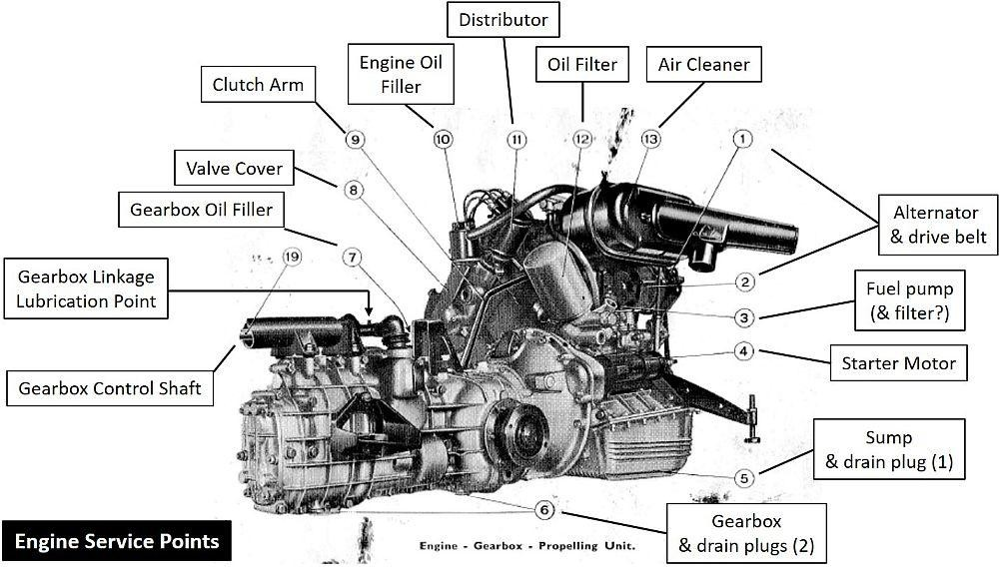 Distributor
Engine Oil
Filler
Oil Filter
Air Cleaner
Clutch Arm
9
10
11
12
13
1
Valve Cover
8
Gearbox Oil Filler
Alternator
& drive belt
19
7
Gearbox Linkage
Lubrication Point
2
Fuel pump
(& filter?)
3
4
Starter Motor
Gearbox Control Shaft
Sump
& drain plug (1)
5
6
Gearbox
& drain plugs (2)
Engine Service Points
Engine - Gearbox - Propelling Unit.